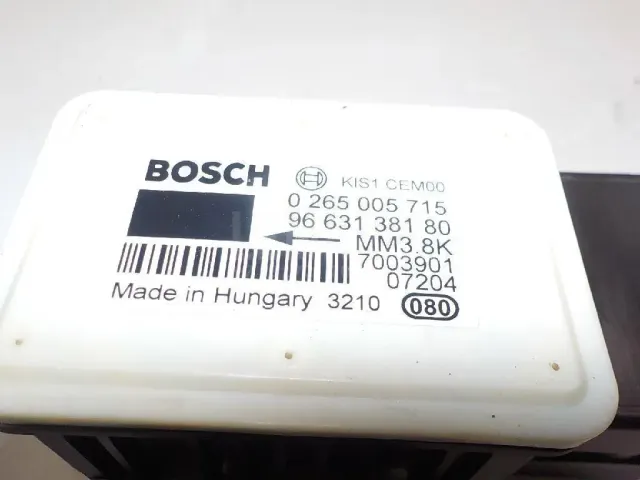 BOSCH KIS1 CEM00
0 265 005 715
96 631 381 80
MM3.8K
7003901
07204
Made in Hungary 3210 080